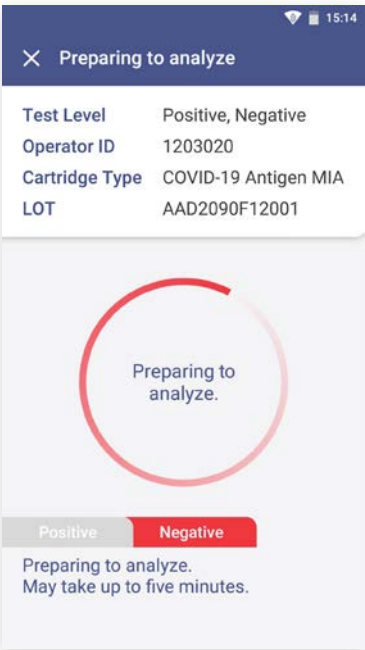 15:14
Preparing to analyze
Test Level Positive, Negative
Operator ID 1203020
Cartridge Type COVID-19 Antigen MIA
LOT AAD2090F12001
Preparing to
analyze.
Positive Negative
Preparing to analyze.
May take up to five minutes.